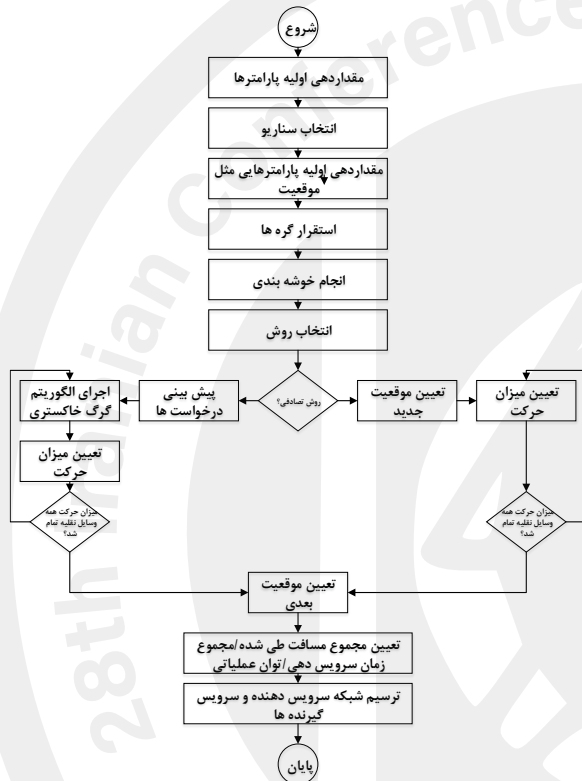 شروع
مقداردهی اولیه پارامترها
انتخاب سناریو
مقداردهی اولیه پارامترهایی مثل
موقعیت
استقرار گره ها
انجام خوشه بندی
انتخاب روش
روش تصادفی؟
پیش بینی
درخواست ها
اجرای الگوریتم
گرگ خاکستری
تعیین میزان
حرکت
میزان حرکت همه
وسایل نقلیه تمام
شد؟
تعیین موقعیت
جدید
تعیین میزان
حرکت
میزان حرکت همه
وسایل نقلیه تمام
شد؟
تعیین موقعیت
بعدی
تعیین مجموع مسافت طی شده/مجموع
زمان سرویس دهی/توان عملیاتی
ترسیم شبکه سرویس دهنده و سرویس
گیرنده ها
پایان
28th Iranian Conference